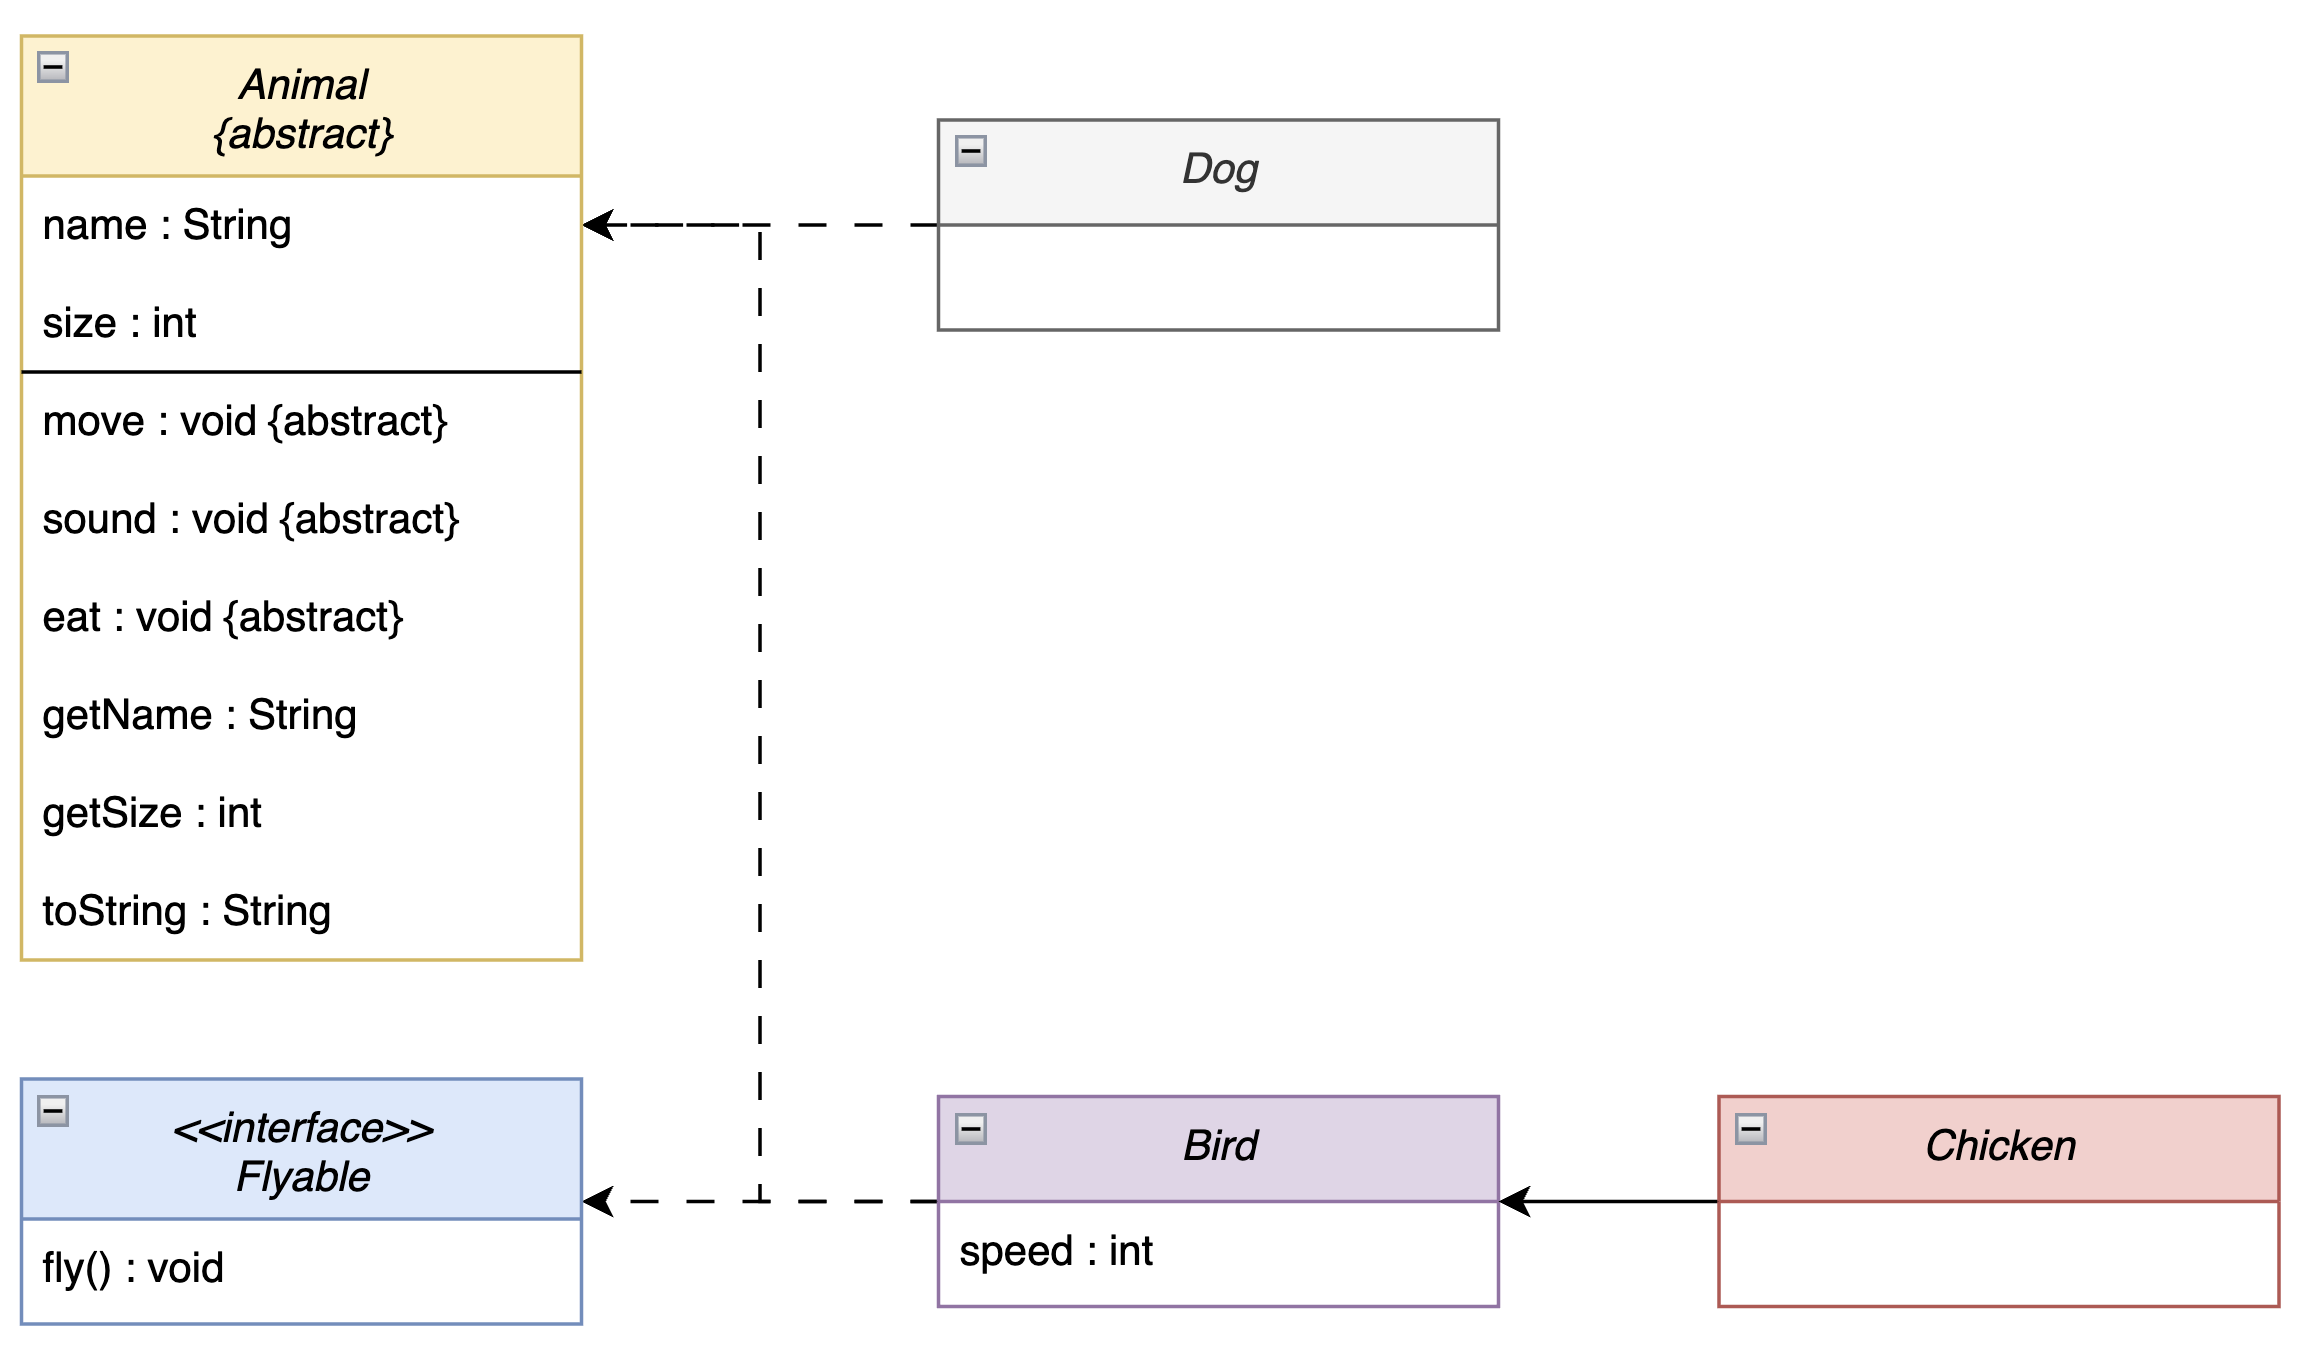 Animal
{abstract}
name : String
size : int
move : void {abstract}
sound : void {abstract}
eat : void {abstract}
getName : String
getSize : int
toString : String
Dog
<<interface>>
Flyable
fly() : void
Bird
speed : int
Chicken